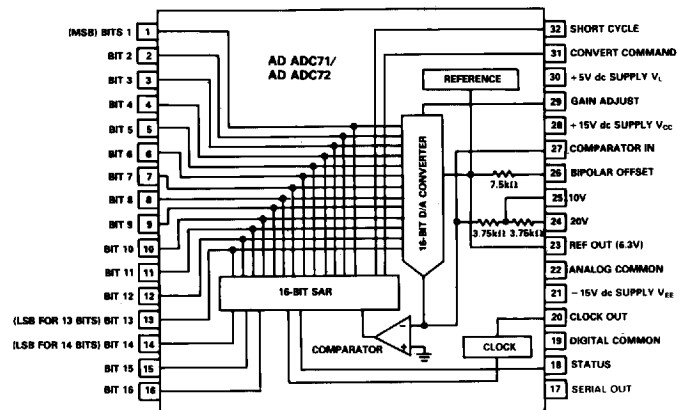 (MSB) BITS 1 1
BIT 2 2
BIT 3 3
BIT 4 4
BIT 5 5
BIT 6 6
BIT 7 7
BIT 8 8
BIT 9 9
BIT 10 10
BIT 11 11
BIT 12 12
(LSB FOR 13 BITS) BIT 13 13
(LSB FOR 14 BITS) BIT 14 14
BIT 15 15
BIT 16 16
AD ADC71/
AD ADC72
REFERENCE
16-BIT D/A CONVERTER
7.5kΩ
3.75kΩ 3.75kΩ
16-BIT SAR
COMPARATOR
− +
CLOCK
32 SHORT CYCLE
31 CONVERT COMMAND
30 +5V dc SUPPLY VL
29 GAIN ADJUST
28 +15V dc SUPPLY VCC
27 COMPARATOR IN
26 BIPOLAR OFFSET
25 10V
24 20V
23 REF OUT (6.3V)
22 ANALOG COMMON
21 −15V dc SUPPLY VEE
20 CLOCK OUT
19 DIGITAL COMMON
18 STATUS
17 SERIAL OUT